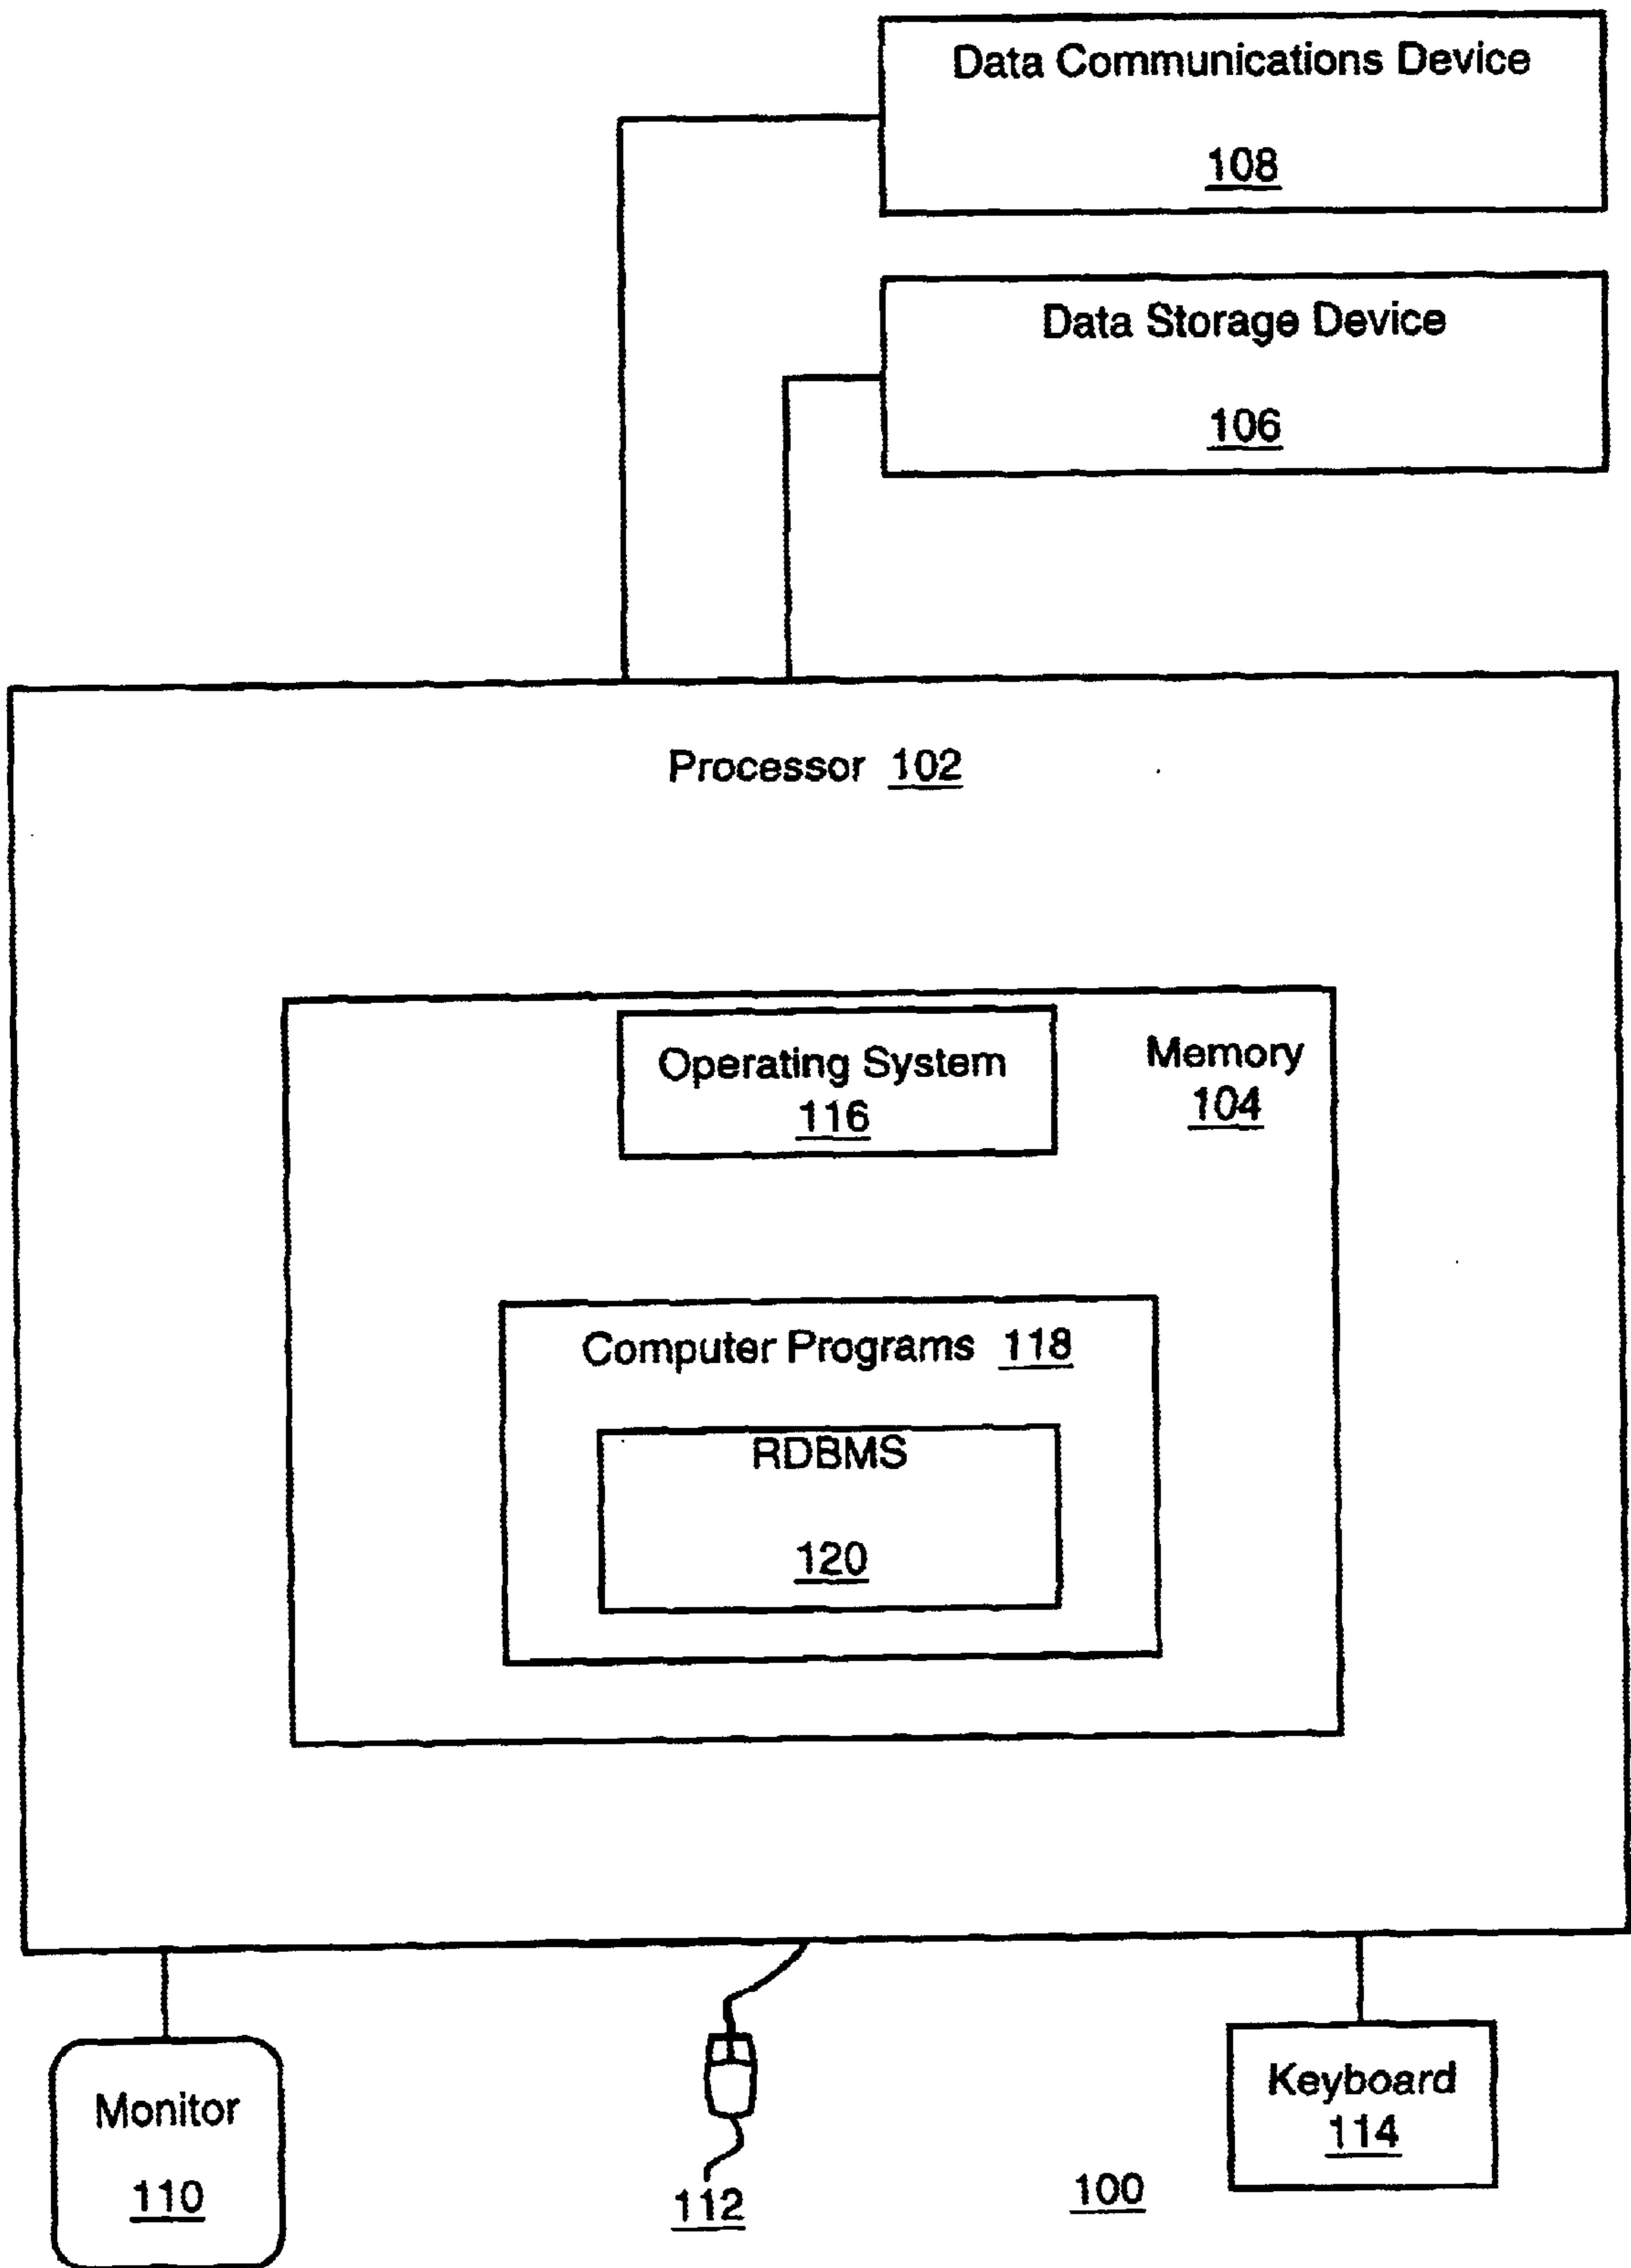 Data Communications Device
108
Data Storage Device
106
Processor 102
Operating System
116
Memory
104
Computer Programs 118
RDBMS
120
Monitor
110
112
100
Keyboard
114